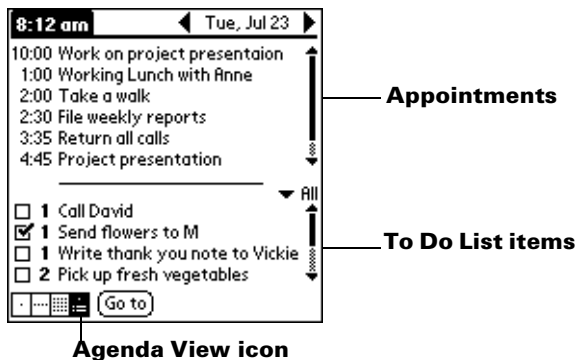 8:12 am Tue, Jul 23
10:00 Work on project presentaion
1:00 Working Lunch with Anne
2:00 Take a walk
2:30 File weekly reports
3:35 Return all calls
4:45 Project presentation
Appointments
All
1 Call David
1 Send flowers to M
1 Write thank you note to Vickie
2 Pick up fresh vegetables
To Do List items
Go to
Agenda View icon